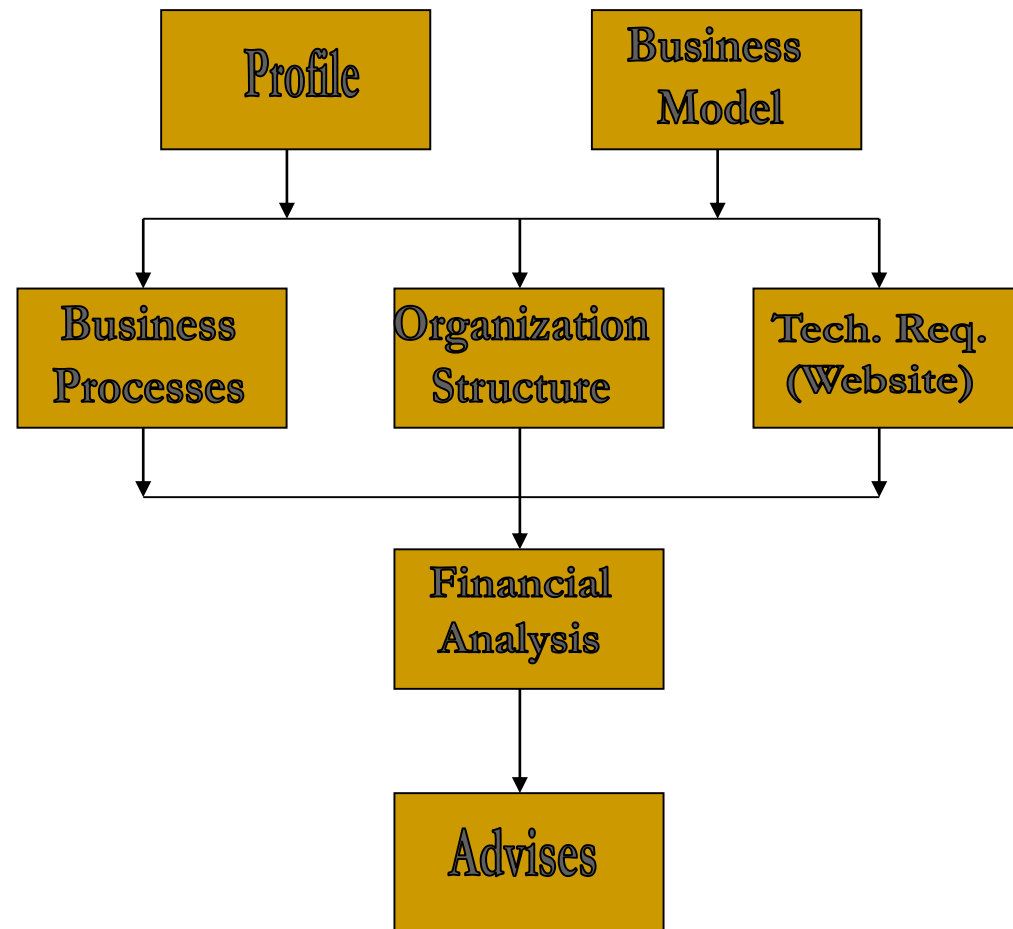 Profile
Business
Model
Business
Processes
Organization
Structure
Tech. Req.
(Website)
Financial
Analysis
Advises